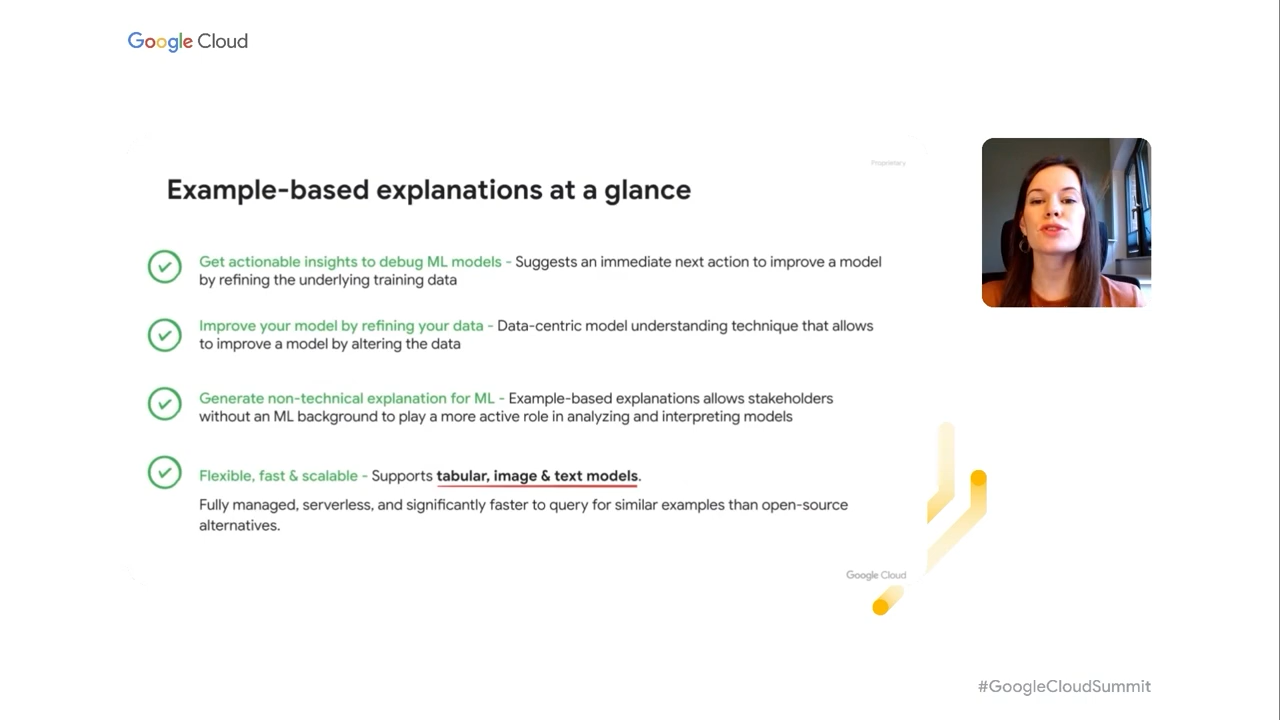 Google Cloud
Proprietary
Example-based explanations at a glance
Get actionable insights to debug ML models - Suggests an immediate next action to improve a model
by refining the underlying training data
Improve your model by refining your data - Data-centric model understanding technique that allows
to improve a model by altering the data
Generate non-technical explanation for ML - Example-based explanations allows stakeholders
without an ML background to play a more active role in analyzing and interpreting models
Flexible, fast & scalable - Supports tabular, image & text models.
Fully managed, serverless, and significantly faster to query for similar examples than open-source
alternatives.
Google Cloud
#GoogleCloudSummit